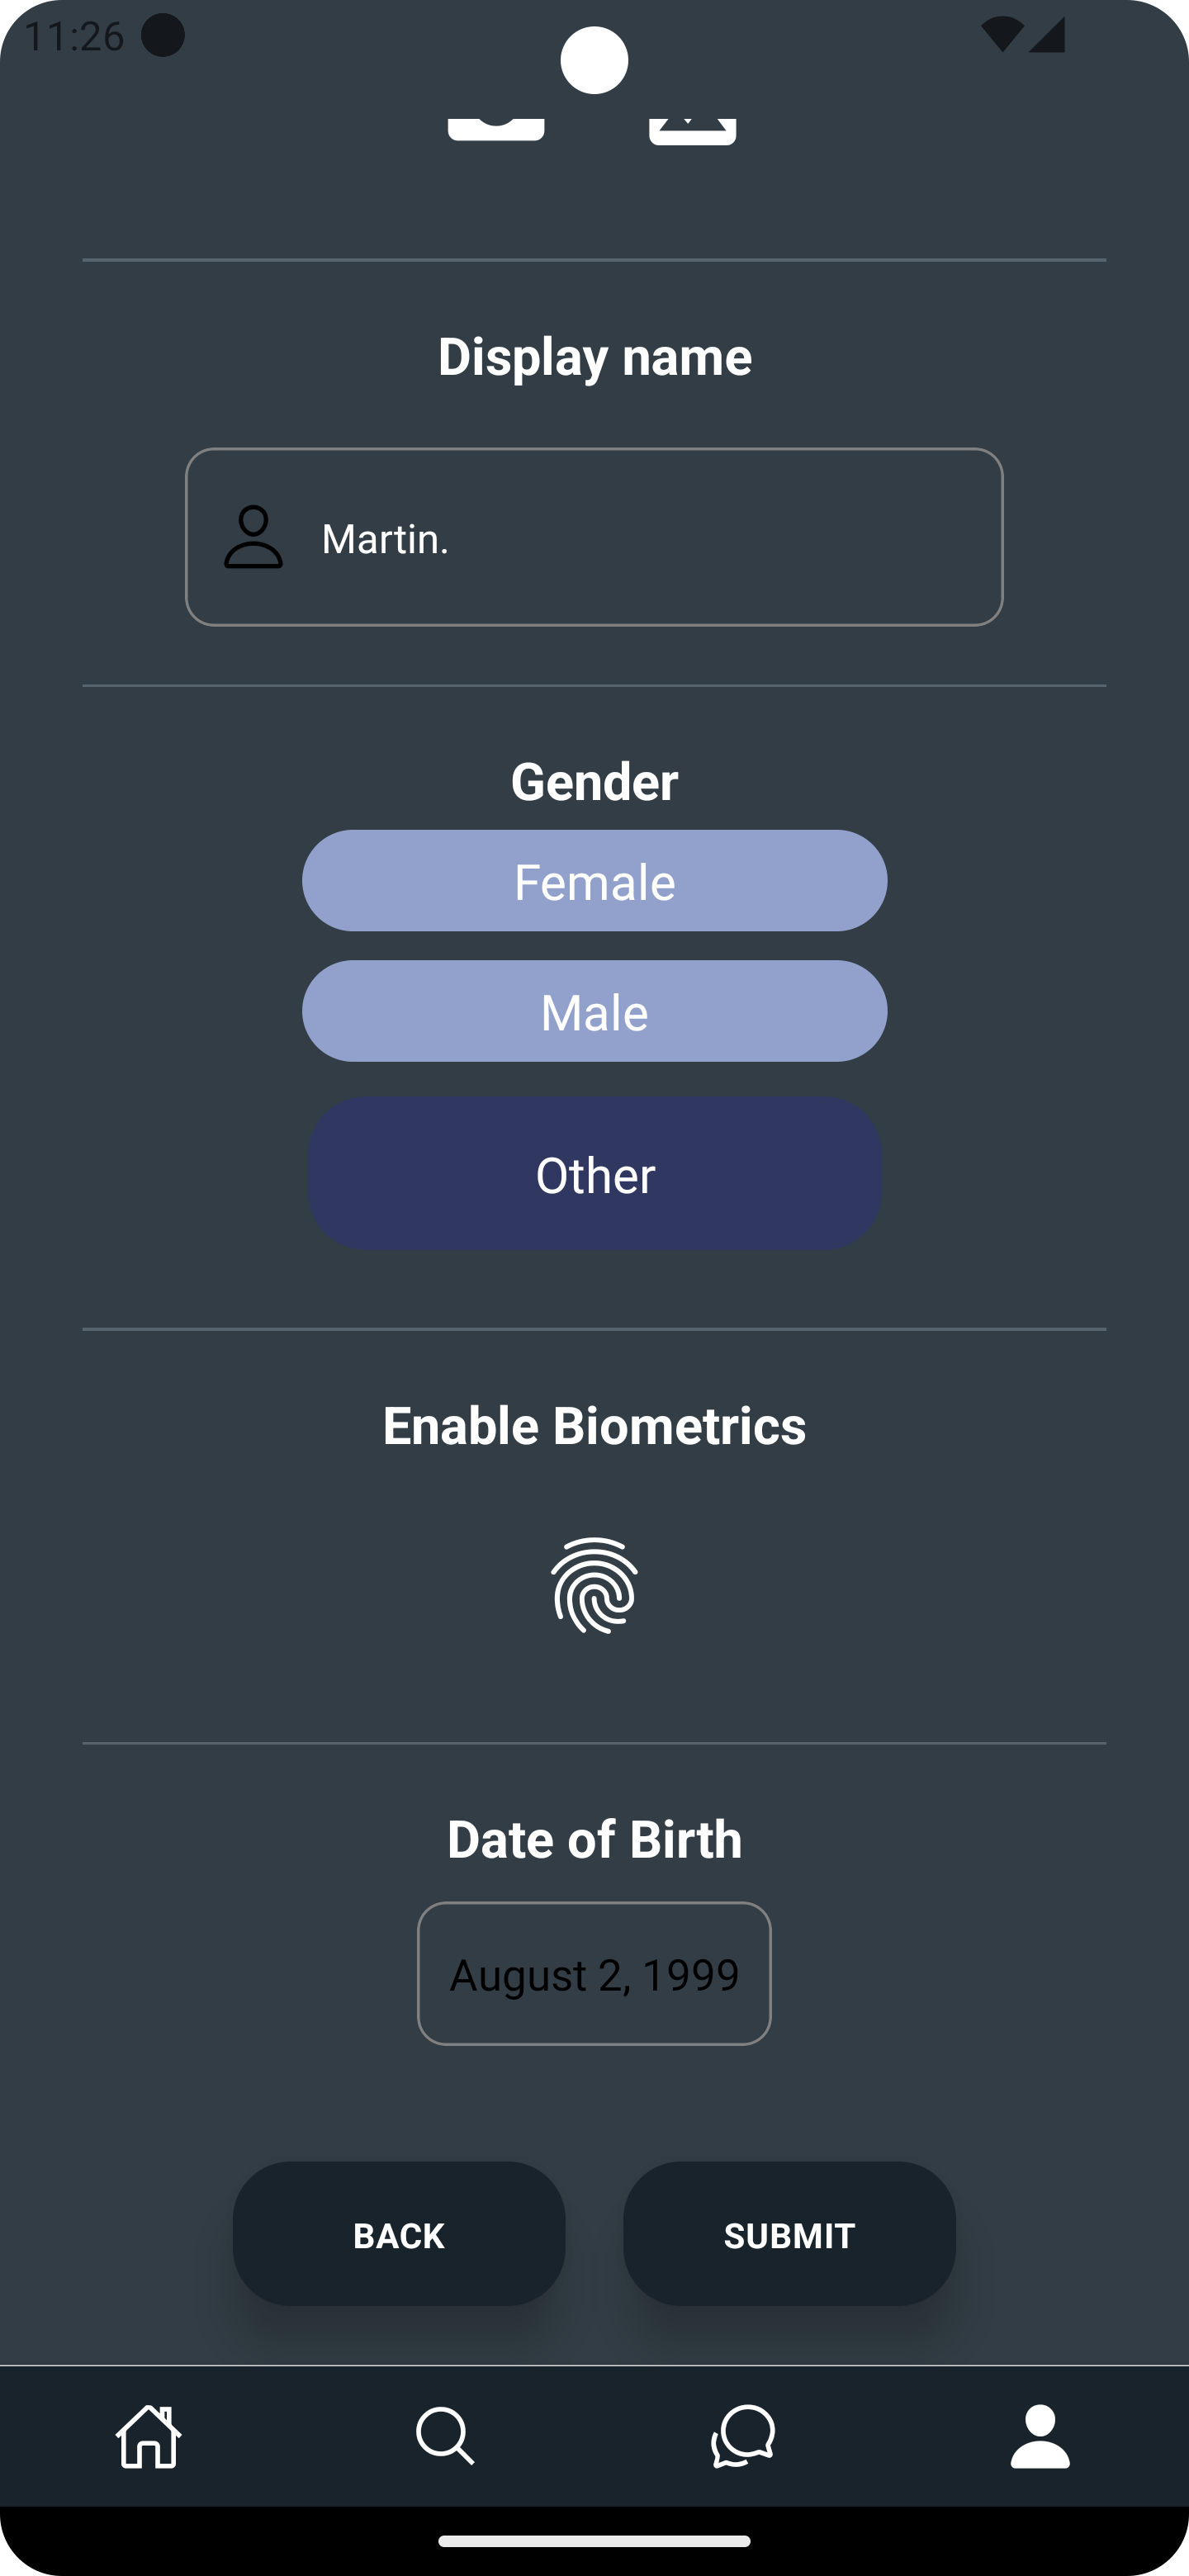 11:26
Display name
Martin.
Gender
Female
Male
Other
Enable Biometrics
Date of Birth
August 2, 1999
BACK
SUBMIT